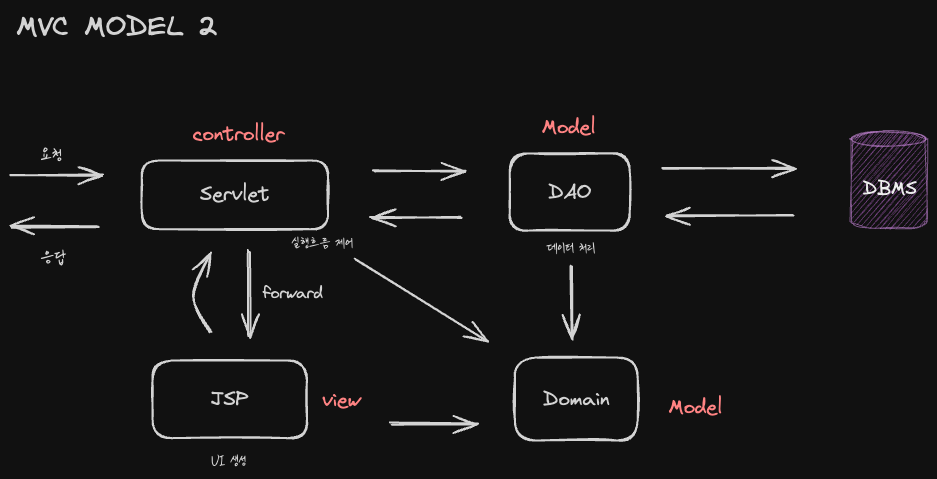 MVC MODEL 2
controller
Model
요청
Servlet
DAO
DBMS
응답
실행흐름 제어
데이터 처리
forward
JSP
view
Domain
Model
UI 생성